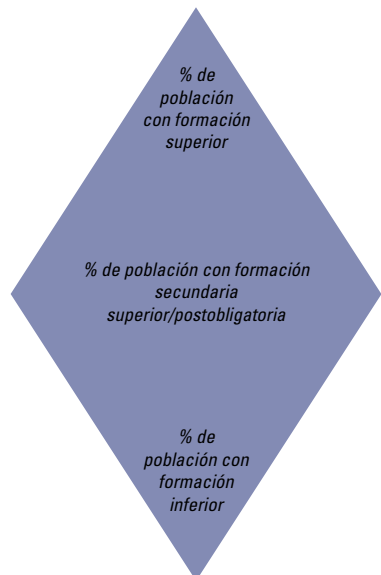 % de
población
con formación
superior
% de población con formación
secundaria
superior/postobligatoria
% de
población con
formación
inferior